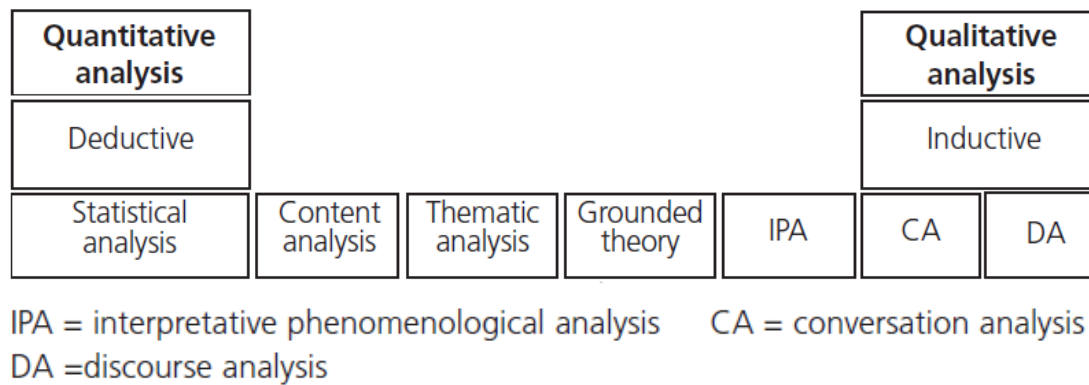 Quantitative
analysis
Qualitative
analysis
Deductive
Inductive
Statistical
analysis
Content
analysis
Thematic
analysis
Grounded
theory
IPA
CA
DA
IPA = interpretative phenomenological analysis CA = conversation analysis
DA =discourse analysis